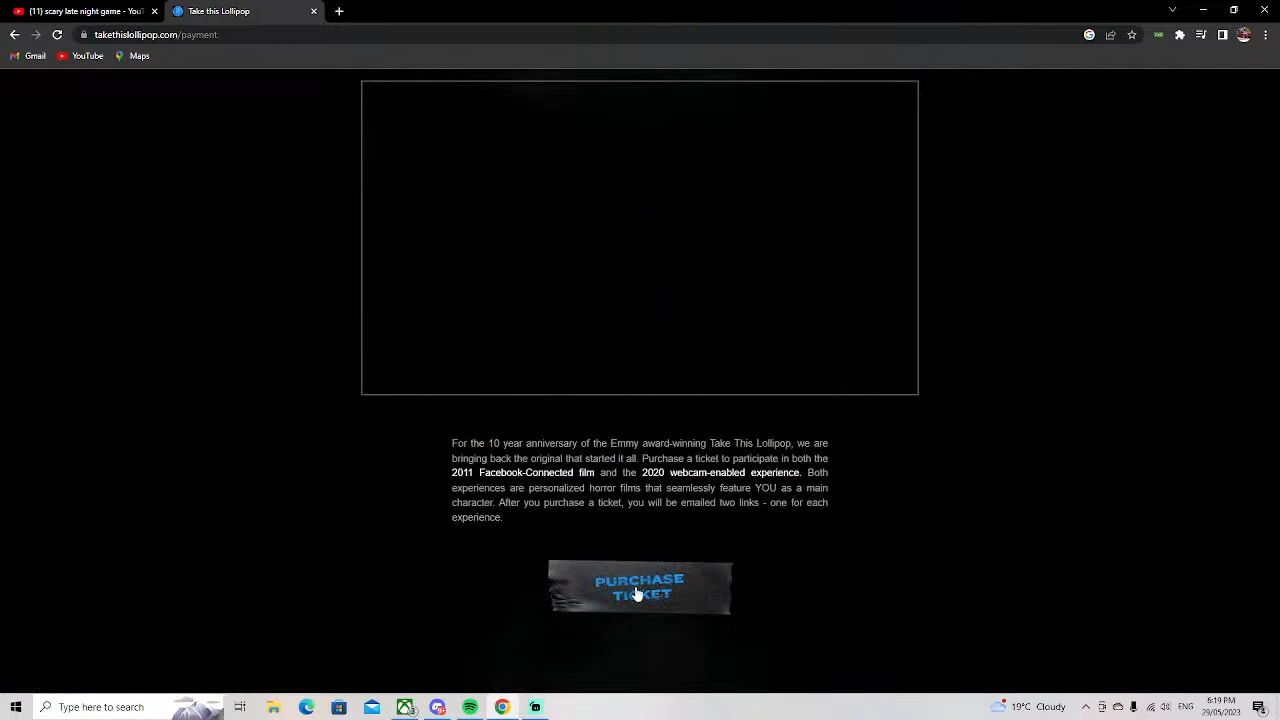 (11) scary late night game - YouT
Take this Lollipop
takethislollipop.com/payment
Gmail
YouTube
Maps
For the 10 year anniversary of the Emmy award-winning Take This Lollipop, we are
bringing back the original that started it all. Purchase a ticket to participate in both the
2011 Facebook-Connected film and the 2020 webcam-enabled experience. Both
experiences are personalized horror films that seamlessly feature YOU as a main
character. After you purchase a ticket, you will be emailed two links - one for each
experience.
PURCHASE
TICKET
Type here to search
19°C Cloudy
ENG
6:19 PM
29/05/2023